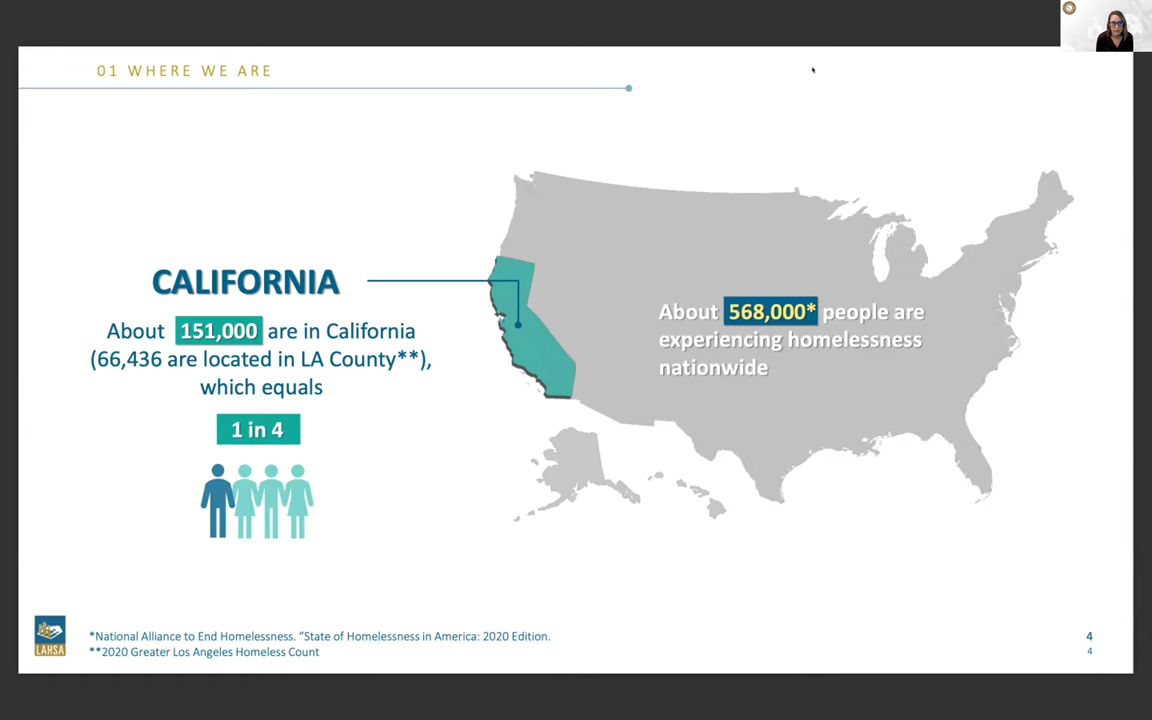 01 WHERE WE ARE
CALIFORNIA
About 151,000 are in California
(66,436 are located in LA County**),
which equals
1 in 4
About 568,000* people are
experiencing homelessness
nationwide
LAHSA
*National Alliance to End Homelessness. “State of Homelessness in America: 2020 Edition.
**2020 Greater Los Angeles Homeless Count
4
4